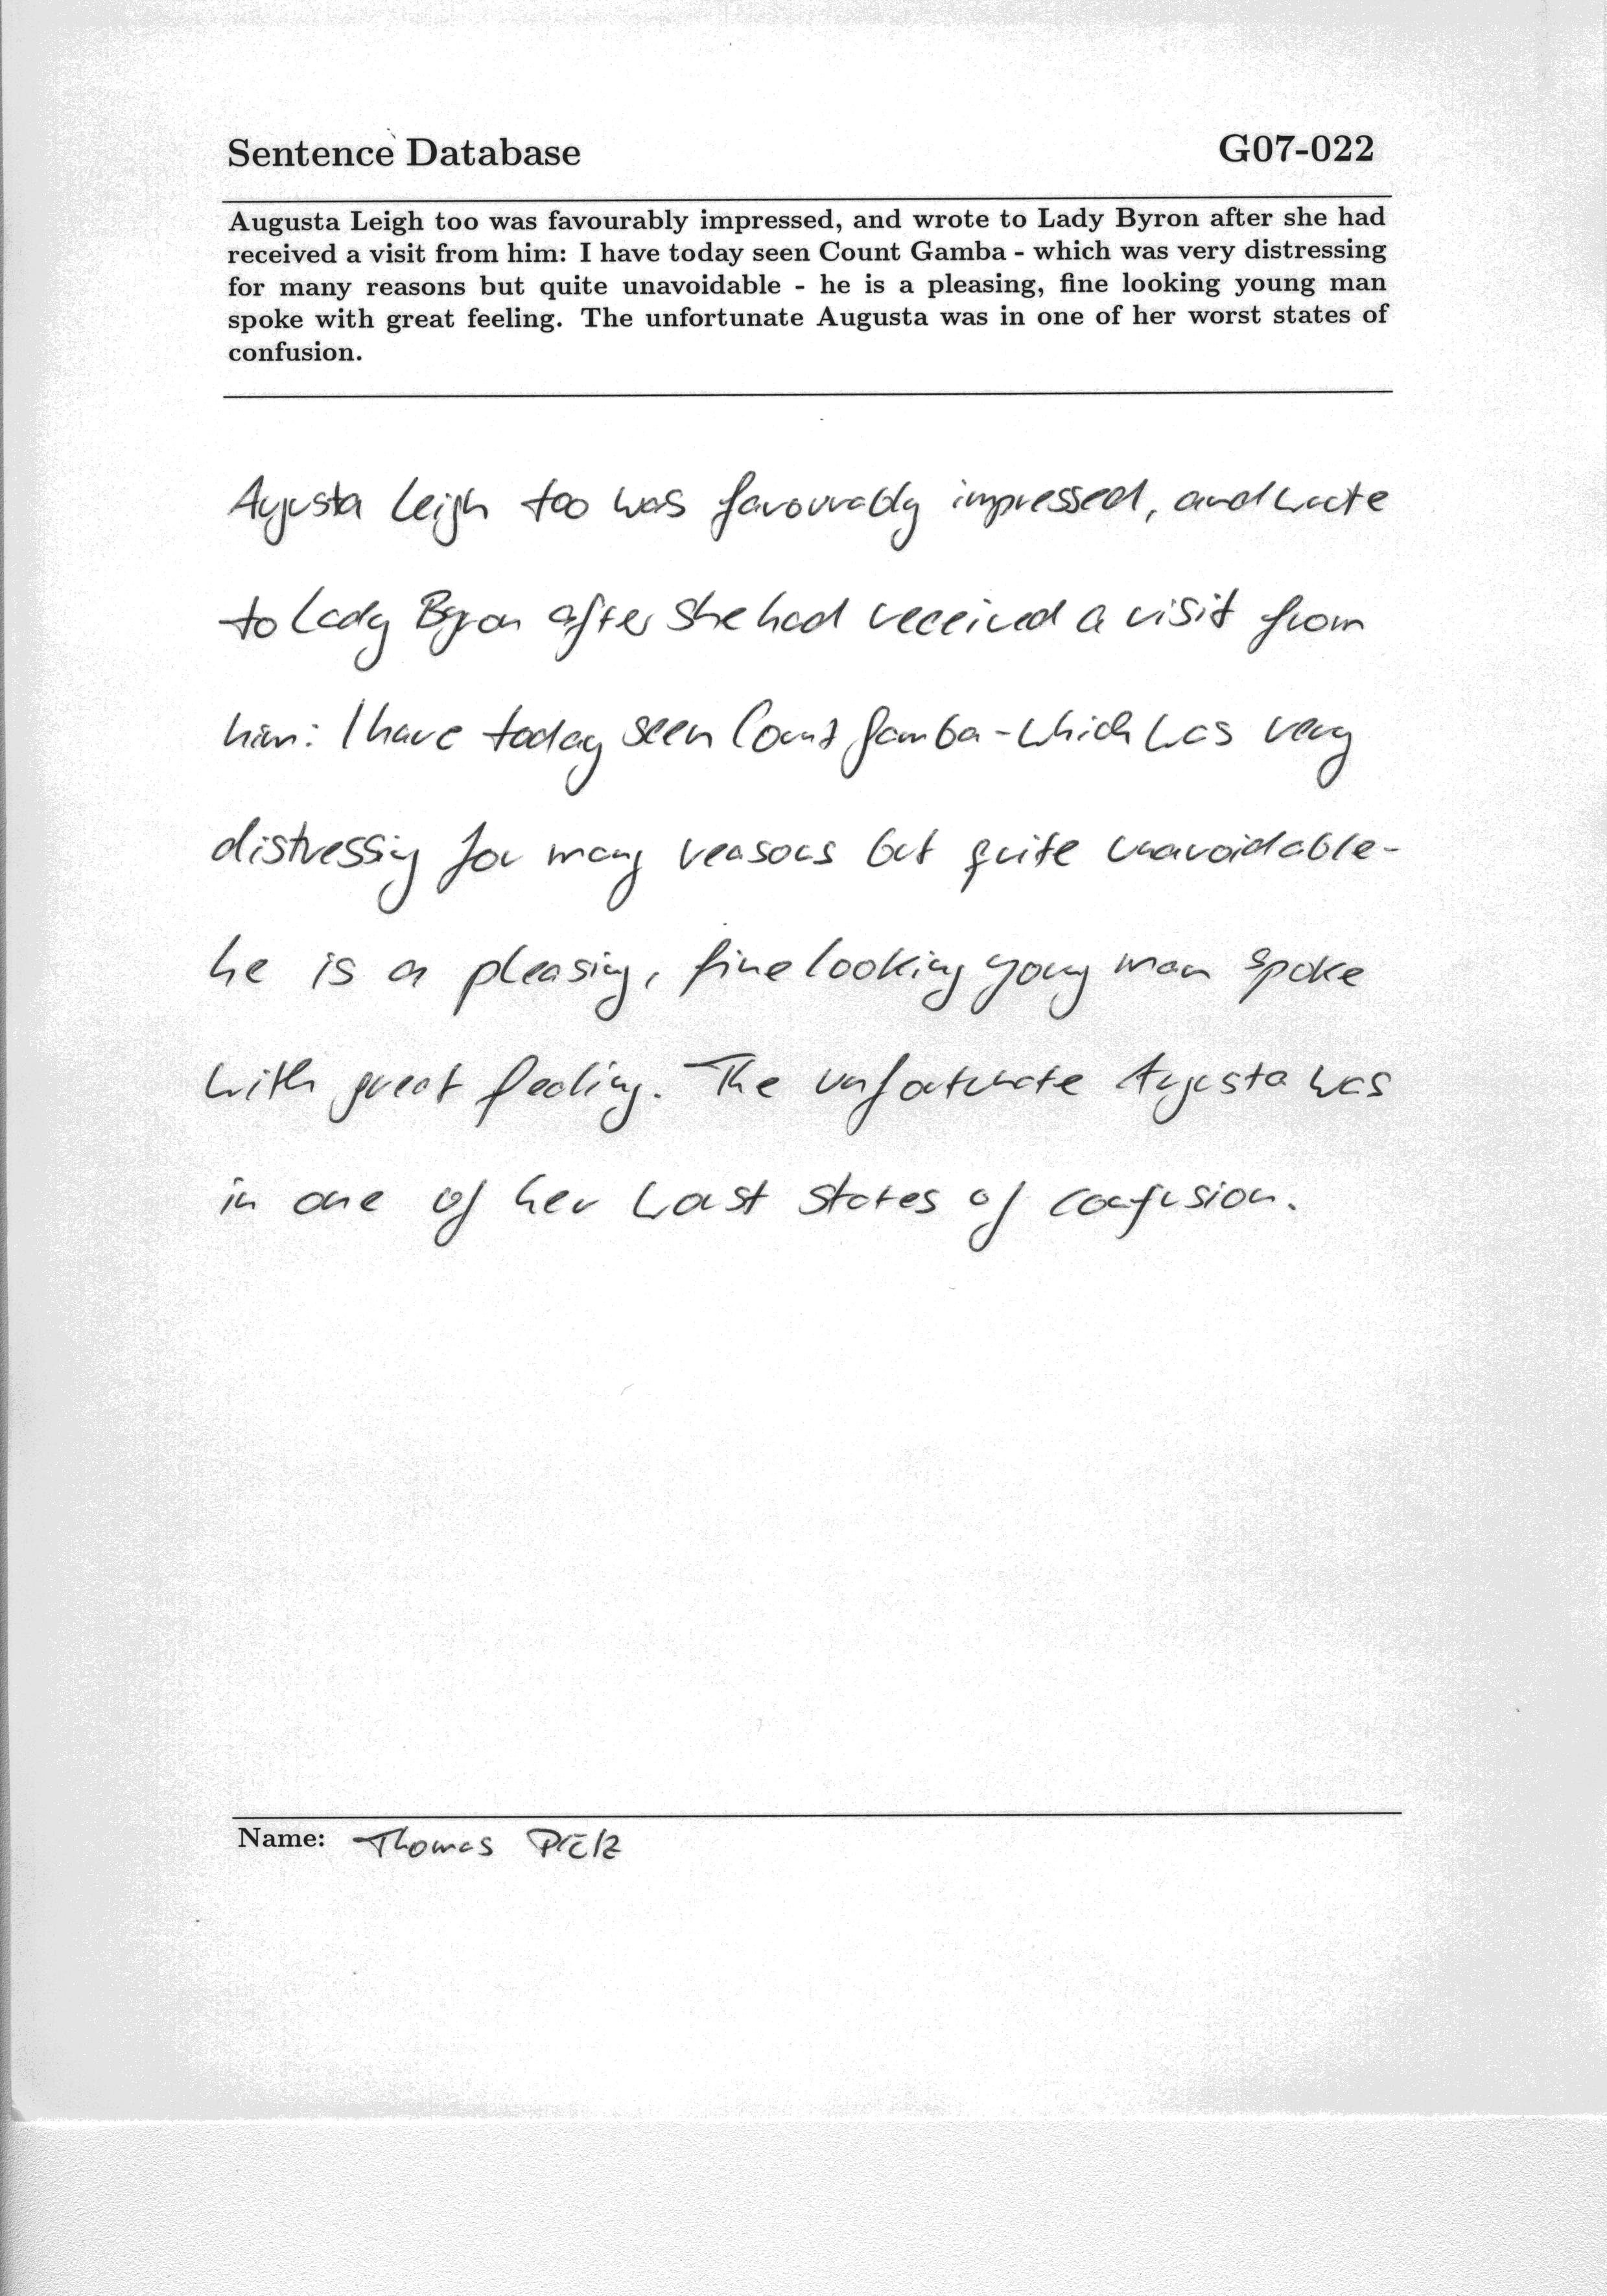 Sentence Database G07-022
Augusta Leigh too was favourably impressed, and wrote to Lady Byron after she had
received a visit from him: I have today seen Count Gamba - which was very distressing
for many reasons but quite unavoidable - he is a pleasing, fine looking young man
spoke with great feeling. The unfortunate Augusta was in one of her worst states of
confusion.
Augusta Leigh too was favourably impressed, and wrote
to Lady Byron after she had received a visit from
him: I have today seen Count Gamba - which was very
distressing for many reasons but quite unavoidable -
he is a pleasing, fine looking young man spoke
with great feeling. The unfortunate Augusta was
in one of her worst states of confusion.
Name: Thomas